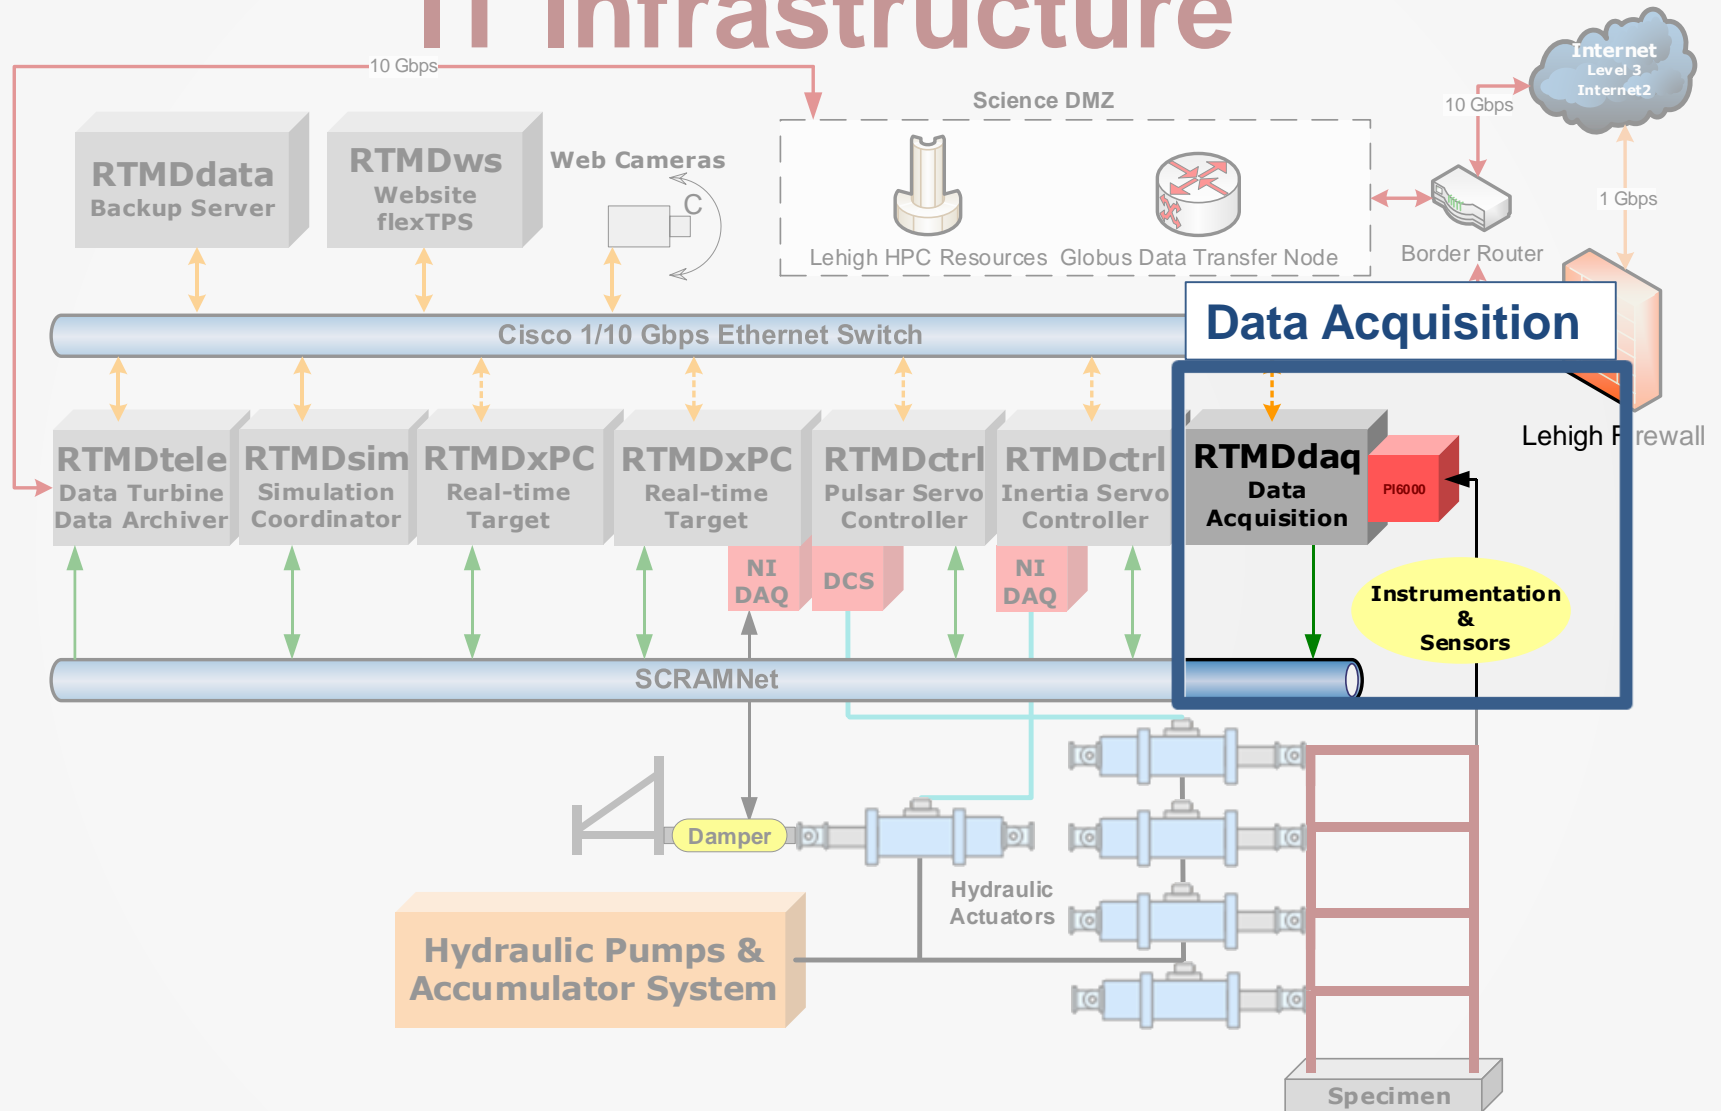 IT Infrastructure
10 Gbps
Internet
Level 3
Internet2
Science DMZ
10 Gbps
RTMDdata
Backup Server
RTMDws
Website
flexTPS
Web Cameras
C
1 Gbps
Lehigh HPC Resources
Globus Data Transfer Node
Border Router
Cisco 1/10 Gbps Ethernet Switch
Data Acquisition
Lehigh Firewall
RTMDtele
Data Turbine
Data Archiver
RTMDsim
Simulation
Coordinator
RTMDxPC
Real-time
Target
RTMDxPC
Real-time
Target
RTMDctrl
Pulsar Servo
Controller
RTMDctrl
Inertia Servo
Controller
RTMDdaq
Data
Acquisition
PI6000
NI
DAQ
DCS
NI
DAQ
Instrumentation
&
Sensors
SCRAMNet
Damper
Hydraulic
Actuators
Hydraulic Pumps &
Accumulator System
Specimen